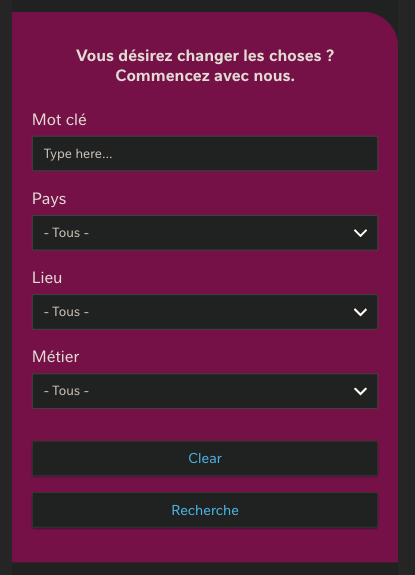 Vous désirez changer les choses ?
Commencez avec nous.
Mot clé
Type here...
Pays
- Tous -
Lieu
- Tous -
Métier
- Tous -
Clear
Recherche